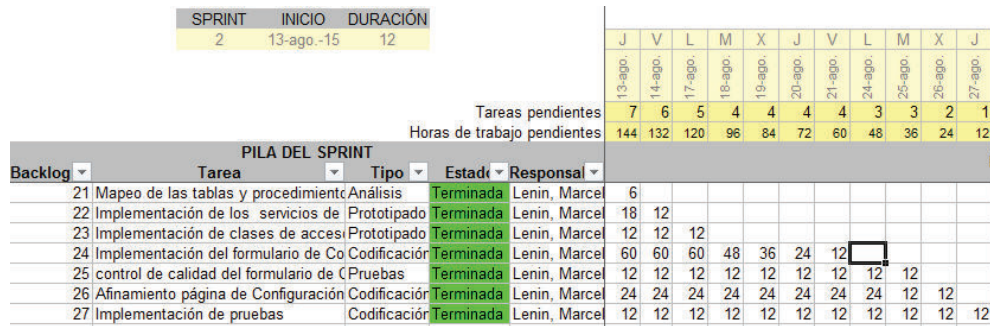 SPRINT INICIO DURACIÓN
2 13-ago.-15 12
J V L M X J V L M X J
13-ago. 14-ago. 17-ago. 18-ago. 19-ago. 20-ago. 21-ago. 24-ago. 25-ago. 26-ago. 27-ago.
Tareas pendientes 7 6 5 4 4 4 4 3 3 2 1
Horas de trabajo pendientes 144 132 120 96 84 72 60 48 36 24 12
PILA DEL SPRINT
Backlog Tarea Tipo Estado Responsal
21 Mapeo de las tablas y procedimiento Análisis Terminada Lenin, Marcel 6
22 Implementación de los servicios de Prototipado Terminada Lenin, Marcel 18 12
23 Implementación de clases de acces Prototipado Terminada Lenin, Marcel 12 12 12
24 Implementación del formulario de Co Codificación Terminada Lenin, Marcel 60 60 60 48 36 24 12
25 control de calidad del formulario de C Pruebas Terminada Lenin, Marcel 12 12 12 12 12 12 12 12 12
26 Afinamiento página de Configuración Codificación Terminada Lenin, Marcel 24 24 24 24 24 24 24 24 12 12
27 Implementación de pruebas Codificación Terminada Lenin, Marcel 12 12 12 12 12 12 12 12 12 12 12